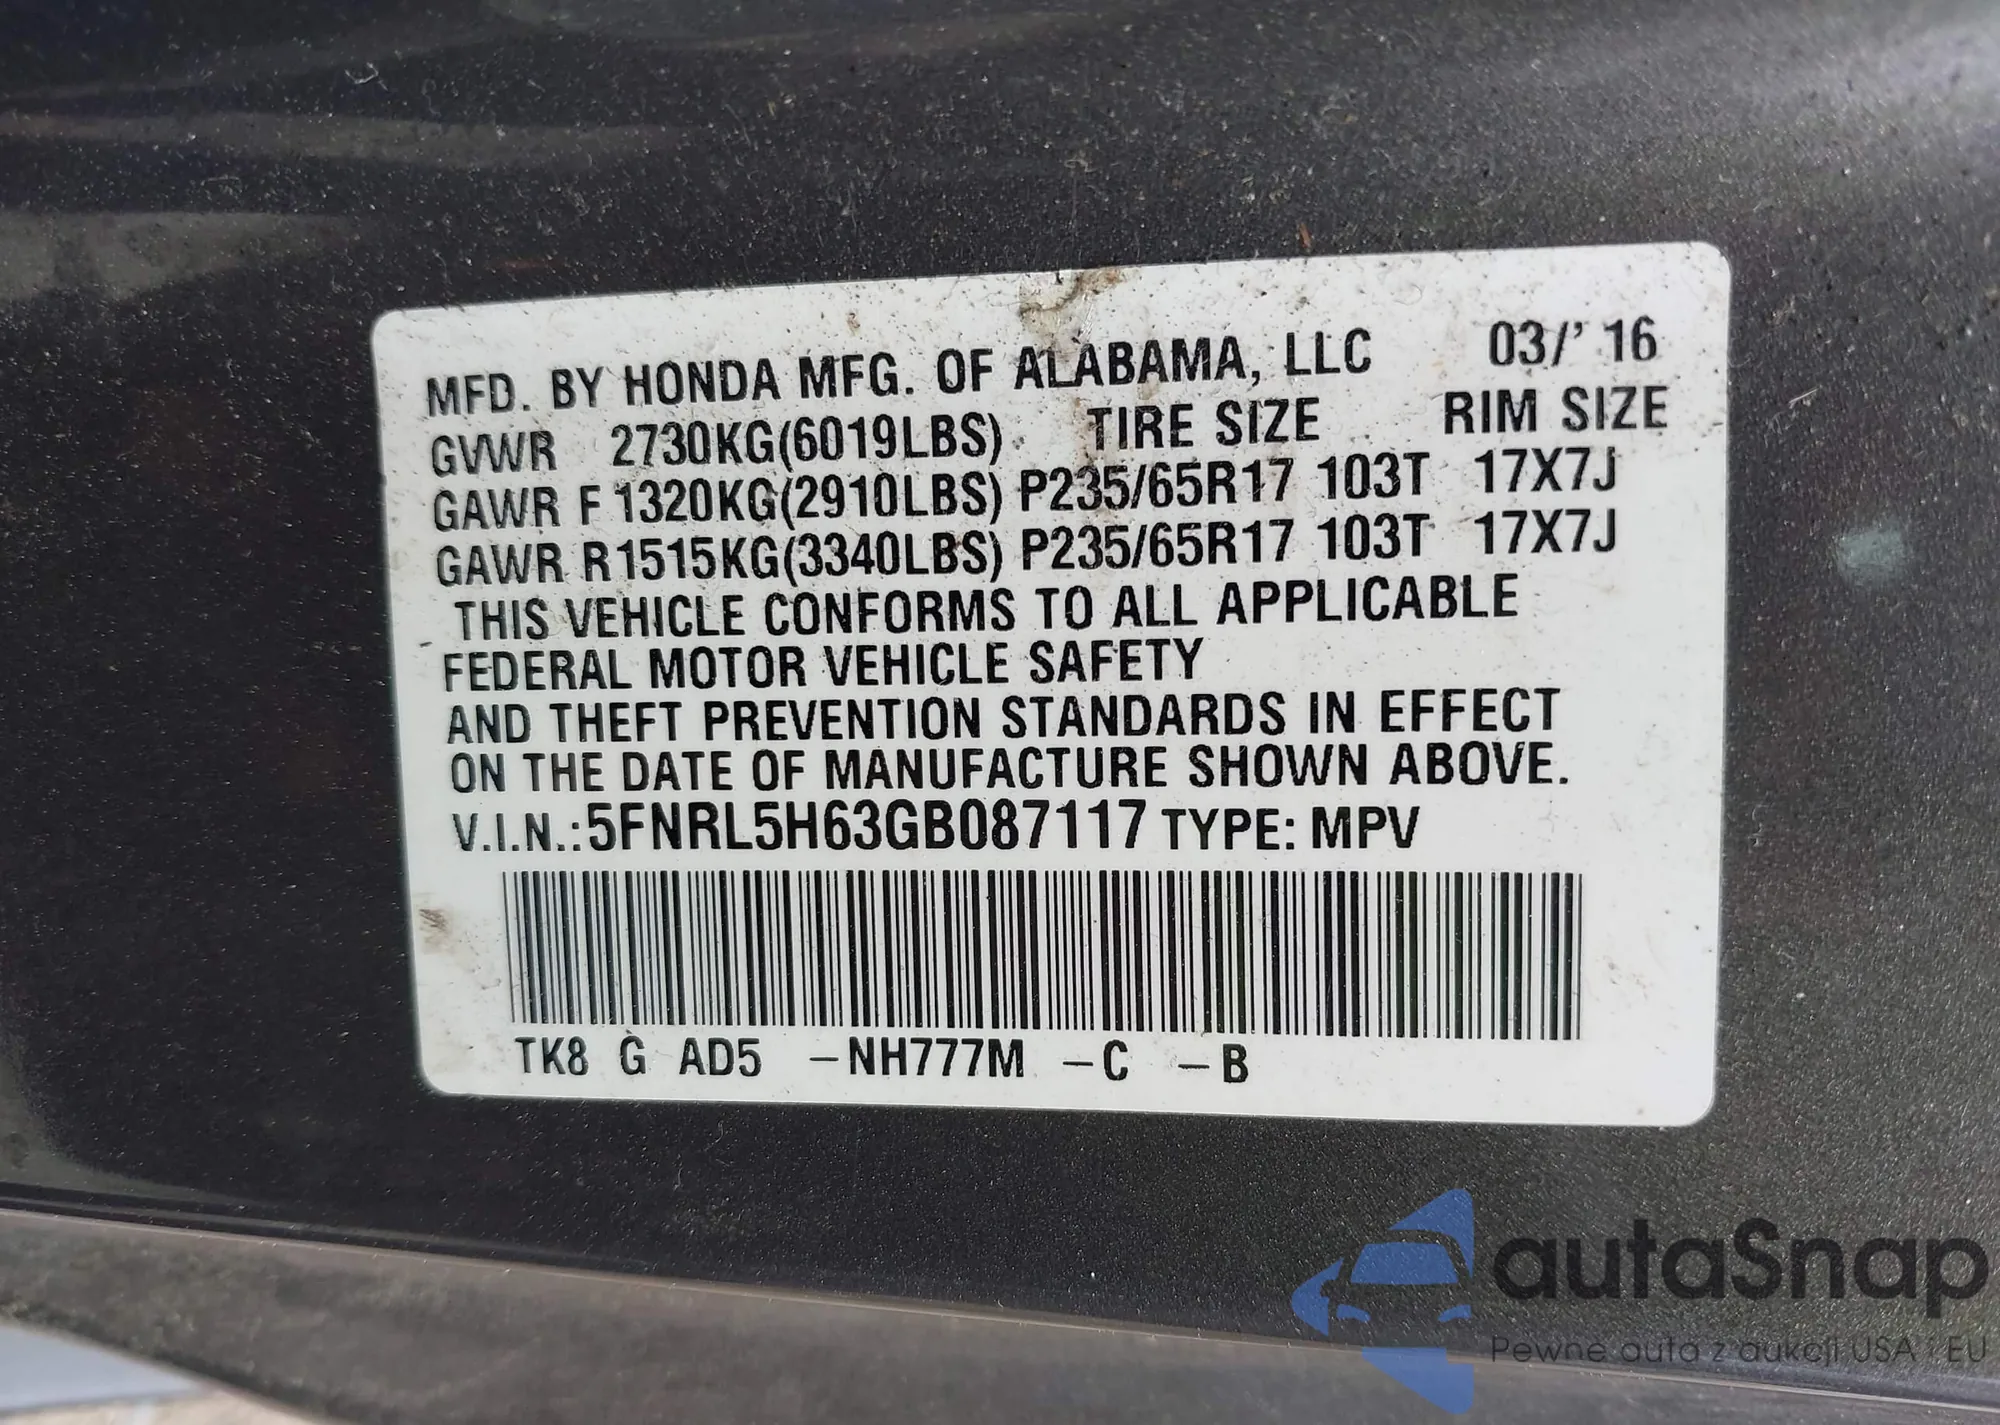 MFD. BY HONDA MFG. OF ALABAMA, LLC 03/'16
GVWR 2730KG(6019LBS) TIRE SIZE RIM SIZE
GAWR F 1320KG(2910LBS) P235/65R17 103T 17X7J
GAWR R1515KG(3340LBS) P235/65R17 103T 17X7J
THIS VEHICLE CONFORMS TO ALL APPLICABLE
FEDERAL MOTOR VEHICLE SAFETY
AND THEFT PREVENTION STANDARDS IN EFFECT
ON THE DATE OF MANUFACTURE SHOWN ABOVE.
V.I.N.:5FNRL5H63GB087117 TYPE: MPV
TK8 G AD5 -NH777M -C -B
autaSnap
Pewne auta z aukcji USA i EU